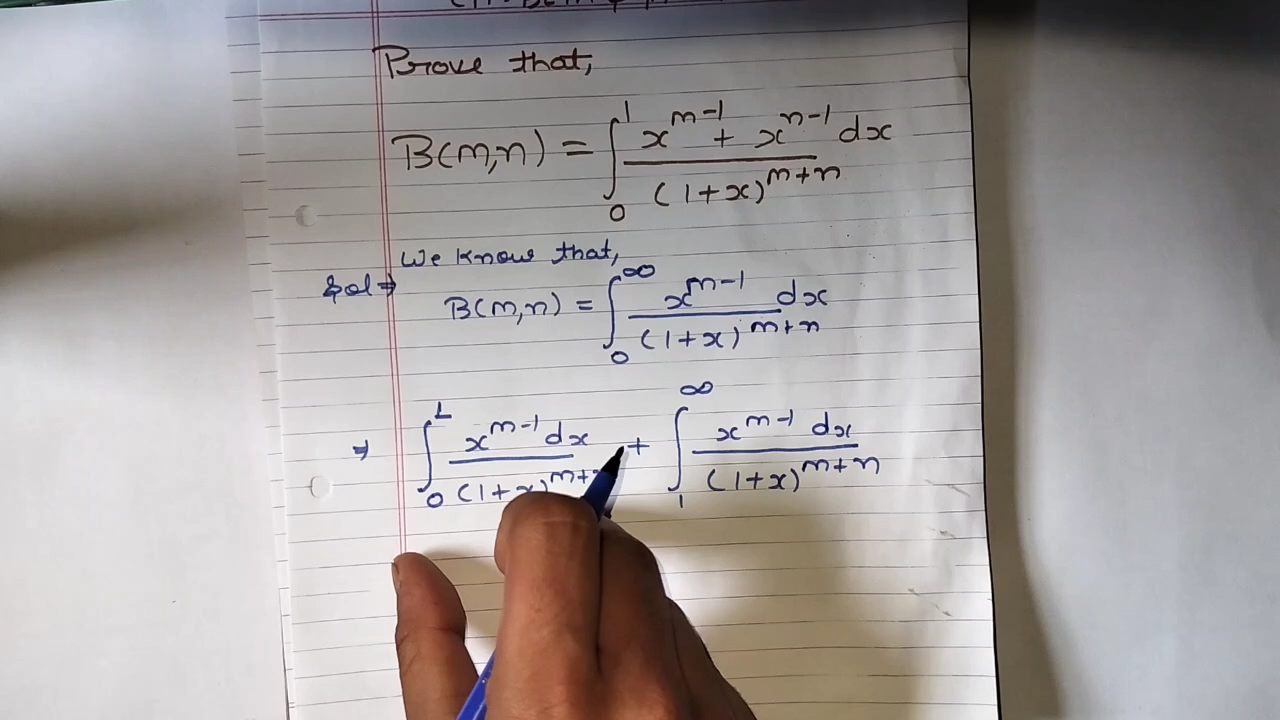 Prove that,
B(m,n) = ∫₀¹ (x^{m-1} + x^{n-1})/(1+x)^{m+n} dx
We know that,
Sol ⇒
B(m,n) = ∫₀^∞ x^{m-1}/(1+x)^{m+n} dx
⇒ ∫₀¹ x^{m-1} dx/(1+x)^{m+} + ∫₁^∞ x^{m-1} dx/(1+x)^{m+n}